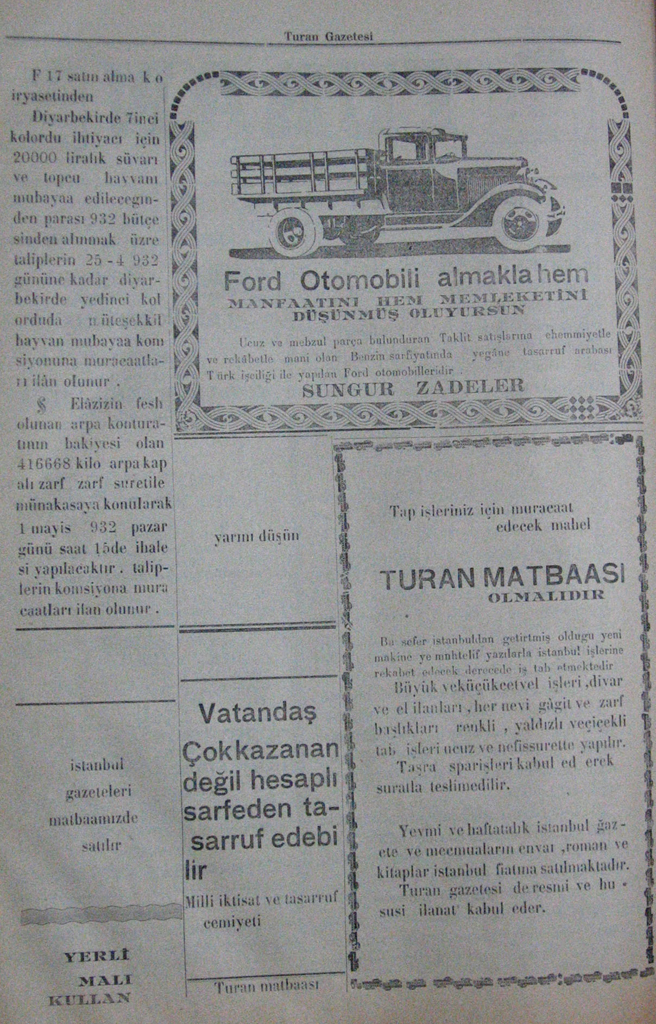 Turan Gazetesi
F 17 satın alma k o
iryasetinden
Diyarbekirde 7inci
kolordu ihtiyacı için
20000 liralık süvarı
ve topcu hayvanı
mubayaa edileceğin-
den parası 932 bütçe
sinden alınmak üzre
taliplerin 25-4 932
gününe kadar diyar-
bekirde yedinci kol
orduda müteşekkil
hayvan mubayaa kom
siyonuna muracaatla-
rı ilân olunur .
§ Elâzizin fesh
olunan arpa kontura-
tının bakiyesi olan
416668 kilo arpa kap
alı zarf zarf suretile
münakasaya konularak
1 mayis 932 pazar
günü saat 15de ihale
si yapılacaktır . talip-
lerin komsiyona mura
caatları ilan olunur .
istanbul
gazeteleri
matbaamızde
satılır
YERLİ
MALI
KULLAN
Ford Otomobili almakla hem
MANFAATINI HEM MEMLEKETİNİ
DÜŞÜNMÜŞ OLUYURSUN
Ucuz ve mebzul parça bulunduran Taklit satışlarına ehemmiyetle
ve rekâbetle mani olan Benzin sarfiyatında yegâne tasarruf arabası
Türk işciliği ile yapılan Ford otomobilleridir .
SUNGUR ZADELER
yarını düşün
Vatandaş
Çok kazanan
değil hesaplı
sarfeden ta-
sarruf edebi
lir
Milli iktisat ve tasarruf
cemiyeti
Turan matbaası
Tap işleriniz için muracaat
edecek mahel
TURAN MATBAASI
OLMALIDIR
Bu sefer istanbuldan getirtmiş olduğu yeni
makine ve muhtelif yazılarla istanbul işlerine
rekabet edecek derecede iş tab etmektedir
Büyük veküçükcetvel işleri ,divar
ve el ilanları , her nevi gâgit ve zarf
başlıkları renkli , yaldızlı veçiçekli
tab işleri ucuz ve nefissurette yapılır.
Taşra sparişleri kabul ed erek
suratla teslimedilir.
Yevmi ve haftatalık istanbul ğaz-
ete ve mecmuaların envar ,roman ve
kitaplar istanbul fiatına satılmaktadır.
Turan gazetesi de resmi ve hu -
susi ilanat kabul eder.